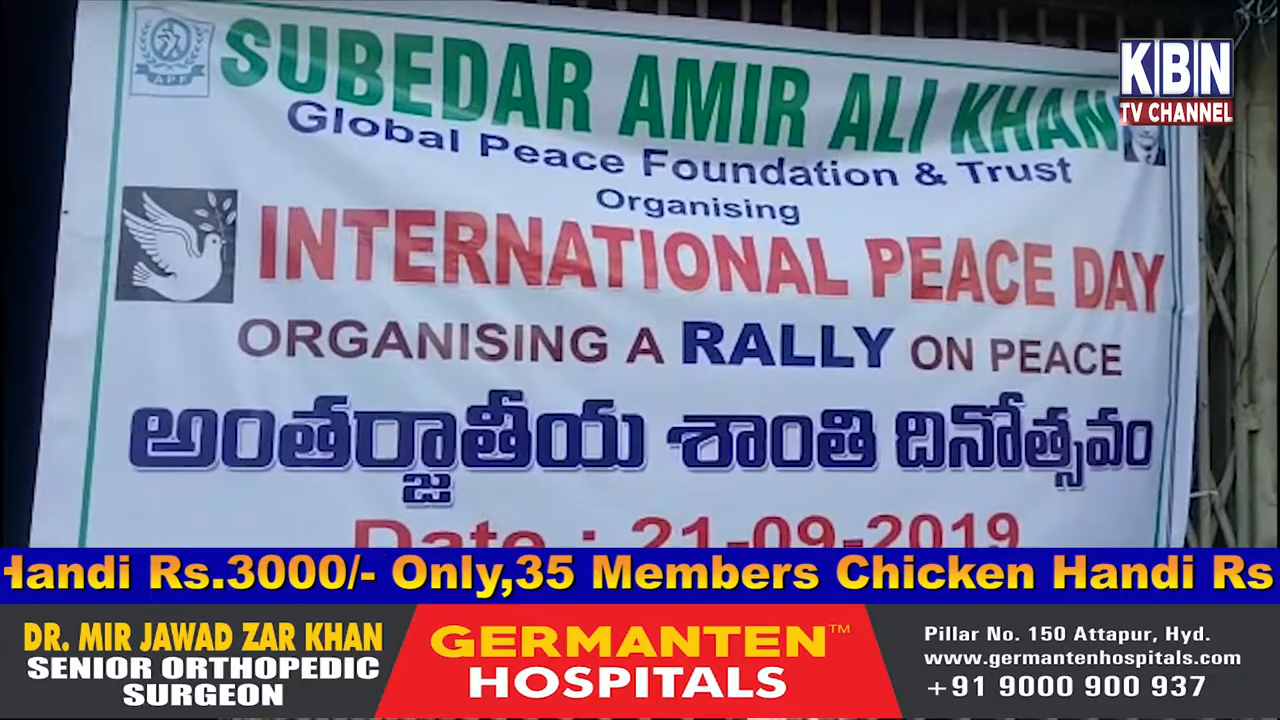 KBN
TV CHANNEL
APF
SUBEDAR AMIR ALI KHAN
Global Peace Foundation & Trust
Organising
INTERNATIONAL PEACE DAY
ORGANISING A RALLY ON PEACE
అంతర్జాతీయ శాంతి దినోత్సవం
Date : 21-09-2019
Handi Rs.3000/- Only,35 Members Chicken Handi Rs
DR. MIR JAWAD ZAR KHAN
SENIOR ORTHOPEDIC
SURGEON
GERMANTEN™
HOSPITALS
Pillar No. 150 Attapur, Hyd.
www.germantenhospitals.com
+91 9000 900 937